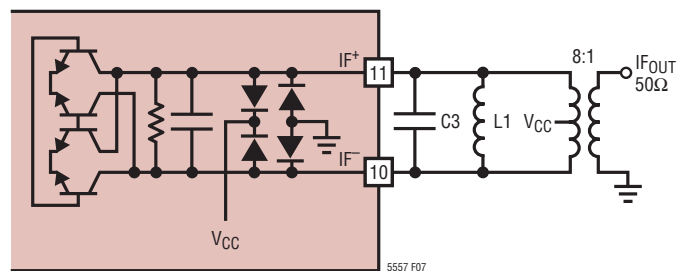 IF+
11
8:1
IFOUT
50Ω
C3
L1
VCC
IF–
10
VCC
5557 F07